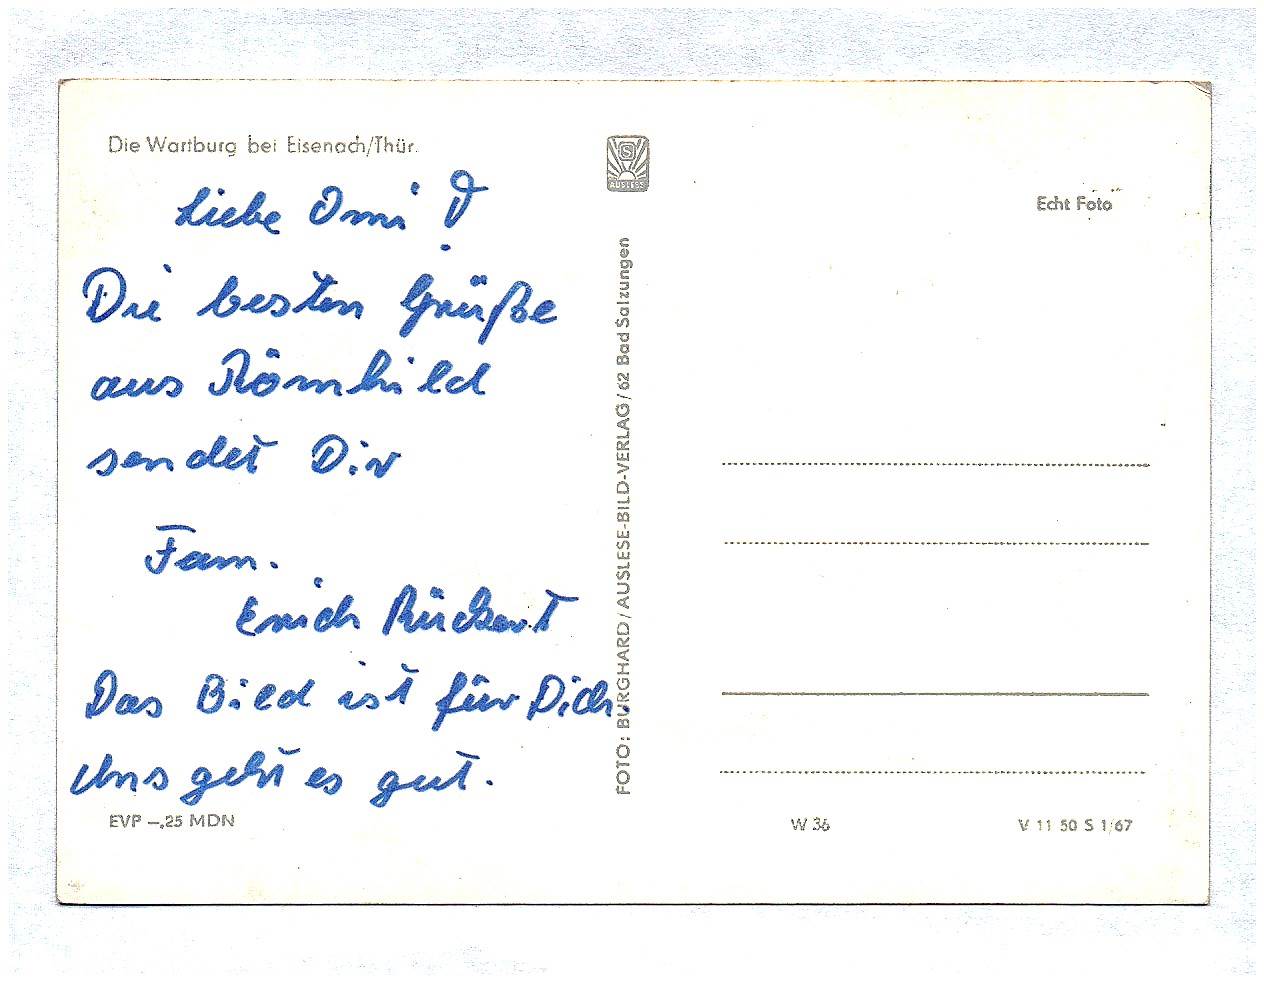 Die Wartburg bei Eisenach/Thür.
Liebe Omi!
Die besten Grüße
aus Römhild
sendet Dir
Fam.
Erich Rückert
Das Bild ist für Dich.
Uns geht es gut.
EVP –,25 MDN
S
AUSLESE
FOTO: BURGHARD/AUSLESE-BILD-VERLAG/62 Bad Salzungen
Echt Foto
W 36
V 11 50 S 1/67